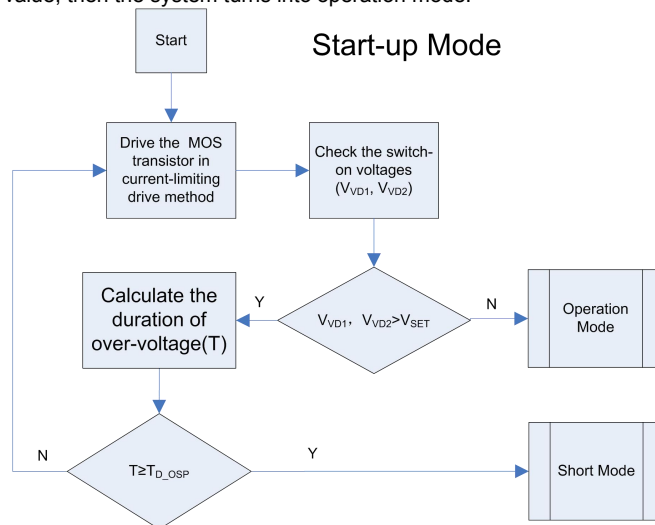 value, then the system turns into operation mode.
Start
Start-up Mode
Drive the MOS
transistor in
current-limiting
drive method
Check the switch-
on voltages
(VVD1, VVD2)
Calculate the
duration of
over-voltage(T)
Y
VVD1, VVD2>VSET
N
Operation
Mode
N
T≥TD_OSP
Y
Short Mode